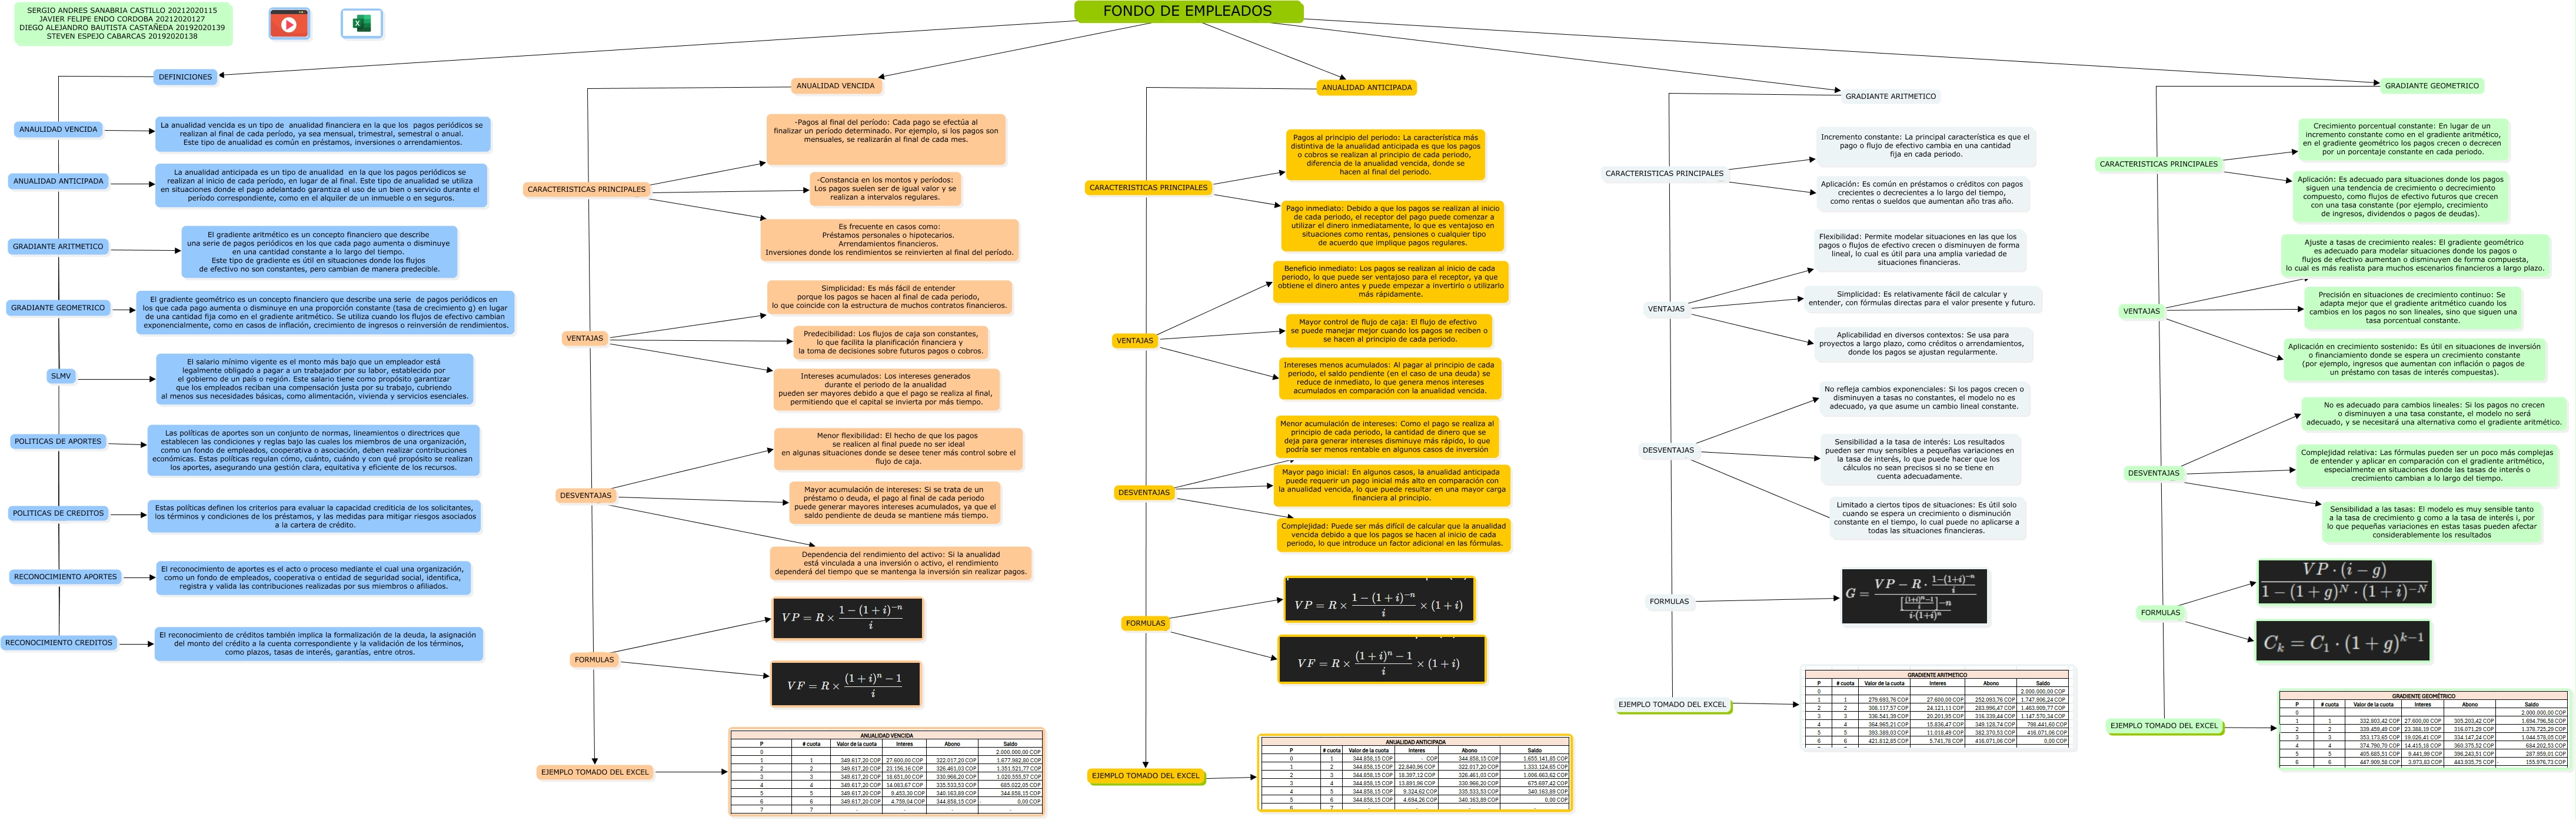 SERGIO ANDRES SANABRIA CASTILLO 20212020115
JAVIER FELIPE ENDO CORDOBA 20212020127
DIEGO ALEJANDRO BAUTISTA CASTAÑEDA 20192020139
STEVEN ESPEJO CABARCAS 20192020138
FONDO DE EMPLEADOS
DEFINICIONES
ANAULIDAD VENCIDA
La anualidad vencida es un tipo de anualidad financiera en la que los pagos periódicos se
realizan al final de cada período, ya sea mensual, trimestral, semestral o anual.
Este tipo de anualidad es común en préstamos, inversiones o arrendamientos.
ANUALIDAD ANTICIPADA
La anualidad anticipada es un tipo de anualidad en la que los pagos periódicos se
realizan al inicio de cada período, en lugar de al final. Este tipo de anualidad se utiliza
en situaciones donde el pago adelantado garantiza el uso de un bien o servicio durante el
período correspondiente, como en el alquiler de un inmueble o en seguros.
GRADIANTE ARITMETICO
El gradiente aritmético es un concepto financiero que describe
una serie de pagos periódicos en los que cada pago aumenta o disminuye
en una cantidad constante a lo largo del tiempo.
Este tipo de gradiante es útil en situaciones donde los flujos
de efectivo no son constantes, pero cambian de manera predecible.
GRADIANTE GEOMETRICO
El gradiente geométrico es un concepto financiero que describe una serie de pagos periódicos en
los que cada pago aumenta o disminuye en una proporción constante (tasa de crecimiento g) en lugar
de una cantidad fija como en el gradiente aritmético. Se utiliza cuando los flujos de efectivo cambian
exponencialmente, como en casos de inflación, crecimiento de ingresos o reinversión de rendimientos.
SLMV
El salario mínimo vigente es el monto más bajo que un empleador está
legalmente obligado a pagar a un trabajador por su labor, establecido por
el gobierno de un país o región. Este salario tiene como propósito garantizar
que los empleados reciban una compensación justa por su trabajo, cubriendo
al menos sus necesidades básicas, como alimentación, vivienda y servicios esenciales.
POLITICAS DE APORTES
Las políticas de aportes son un conjunto de normas, lineamientos o directrices que
establecen las condiciones y reglas bajo las cuales los miembros de una organización,
como un fondo de empleados, cooperativa o asociación, deben realizar contribuciones
económicas. Estas políticas regulan cómo, cuánto, cuándo y con qué propósito se realizan
los aportes, asegurando una gestión clara, equitativa y eficiente de los recursos.
POLITICAS DE CREDITOS
Estas políticas definen los criterios para evaluar la capacidad crediticia de los solicitantes,
los términos y condiciones de los préstamos, y las medidas para mitigar riesgos asociados
a la cartera de crédito.
RECONOCIMIENTO APORTES
El reconocimiento de aportes es el acto o proceso mediante el cual una organización,
como un fondo de empleados, cooperativa o entidad de seguridad social, identifica,
registra y valida las contribuciones realizadas por sus miembros o afiliados.
RECONOCIMIENTO CREDITOS
El reconocimiento de créditos también implica la formalización de la deuda, la asignación
del monto del crédito a la cuenta correspondiente y la validación de los términos,
como plazos, tasas de interés, garantías, entre otros.
ANUALIDAD VENCIDA
CARACTERISTICAS PRINCIPALES
-Pagos al final del período: Cada pago se efectúa al
finalizar un período determinado. Por ejemplo, si los pagos son
mensuales, se realizarán al final de cada mes.
-Constancia en los montos y períodos:
Los pagos suelen ser de igual valor y se
realizan a intervalos regulares.
Es frecuente en casos como:
Préstamos personales o hipotecarios.
Arrendamientos financieros.
Inversiones donde los rendimientos se reinvierten al final del período.
VENTAJAS
Simplicidad: Es más fácil de entender
porque los pagos se hacen al final de cada periodo,
lo que coincide con la estructura de muchos contratos financieros.
Predecibilidad: Los flujos de caja son constantes,
lo que facilita la planificación financiera y
la toma de decisiones sobre futuros pagos o cobros.
Intereses acumulados: Los intereses generados
durante el periodo de la anualidad
pueden ser mayores debido a que el pago se realiza al final,
permitiendo que el capital se invierta por más tiempo.
DESVENTAJAS
Menor flexibilidad: El hecho de que los pagos
se realicen al final puede no ser ideal
en algunas situaciones donde se desee tener más control sobre el
flujo de caja.
Mayor acumulación de intereses: Si se trata de un
préstamo o deuda, el pago al final de cada periodo
puede generar mayores intereses acumulados, ya que el
saldo pendiente de deuda se mantiene más tiempo.
Dependencia del rendimiento del activo: Si la anualidad
está vinculada a una inversión o activo, el rendimiento
dependerá del tiempo que se mantenga la inversión sin realizar pagos.
FORMULAS
VP = R × 1 − (1 + i)^−n / i
VF = R × (1 + i)^n − 1 / i
EJEMPLO TOMADO DEL EXCEL
ANUALIDAD VENCIDA
P # cuota Valor de la cuota Interes Abono Saldo
0 2.000.000,00 COP
1 1 349.617,20 COP 27.600,00 COP 322.017,20 COP 1.677.982,80 COP
2 2 349.617,20 COP 23.156,16 COP 326.461,03 COP 1.351.521,77 COP
3 3 349.617,20 COP 18.651,00 COP 330.966,20 COP 1.020.555,57 COP
4 4 349.617,20 COP 14.083,67 COP 335.533,53 COP 685.022,05 COP
5 5 349.617,20 COP 9.453,30 COP 340.163,89 COP 344.858,15 COP
6 6 349.617,20 COP 4.759,04 COP 344.858,15 COP - 0,00 COP
7 7 - - - -
ANUALIDAD ANTICIPADA
CARACTERISTICAS PRINCIPALES
Pagos al principio del periodo: La característica más
distintiva de la anualidad anticipada es que los pagos
o cobros se realizan al principio de cada periodo,
diferencia de la anualidad vencida, donde se
hacen al final del periodo.
Pago inmediato: Debido a que los pagos se realizan al inicio
de cada periodo, el receptor del pago puede comenzar a
utilizar el dinero inmediatamente, lo que es ventajoso en
situaciones como rentas, pensiones o cualquier tipo
de acuerdo que implique pagos regulares.
VENTAJAS
Beneficio inmediato: Los pagos se realizan al inicio de cada
periodo, lo que puede ser ventajoso para el receptor, ya que
obtiene el dinero antes y puede empezar a invertirlo o utilizarlo
más rápidamente.
Mayor control de flujo de caja: El flujo de efectivo
se puede manejar mejor cuando los pagos se reciben o
se hacen al principio de cada periodo.
Intereses menos acumulados: Al pagar al principio de cada
periodo, el saldo pendiente (en el caso de una deuda) se
reduce de inmediato, lo que genera menos intereses
acumulados en comparación con la anualidad vencida.
DESVENTAJAS
Menor acumulación de intereses: Como el pago se realiza al
principio de cada periodo, la cantidad de dinero que se
deja para generar intereses disminuye más rápido, lo que
podría ser menos rentable en algunos casos de inversión
Mayor pago inicial: En algunos casos, la anualidad anticipada
puede requerir un pago inicial más alto en comparación con
la anualidad vencida, lo que puede resultar en una mayor carga
financiera al principio.
Complejidad: Puede ser más difícil de calcular que la anualidad
vencida debido a que los pagos se hacen al inicio de cada
periodo, lo que introduce un factor adicional en las fórmulas.
FORMULAS
VP = R × 1 − (1 + i)^−n / i × (1 + i)
VF = R × (1 + i)^n − 1 / i × (1 + i)
EJEMPLO TOMADO DEL EXCEL
ANUALIDAD ANTICIPADA
P # cuota Valor de la cuota Interes Abono Saldo
0 1 344.858,15 COP - COP 344.858,15 COP 1.655.141,85 COP
1 2 344.858,15 COP 22.840,96 COP 322.017,20 COP 1.333.124,65 COP
2 3 344.858,15 COP 18.397,12 COP 326.461,03 COP 1.006.663,62 COP
3 4 344.858,15 COP 13.891,96 COP 330.966,20 COP 675.697,42 COP
4 5 344.858,15 COP 9.324,62 COP 335.533,53 COP 340.163,89 COP
5 6 344.858,15 COP 4.694,26 COP 340.163,89 COP 0,00 COP
6 7
GRADIANTE ARITMETICO
CARACTERISTICAS PRINCIPALES
Incremento constante: La principal característica es que el
pago o flujo de efectivo cambia en una cantidad
fija en cada periodo.
Aplicación: Es común en préstamos o créditos con pagos
crecientes o decrecientes a lo largo del tiempo,
como rentas o sueldos que aumentan año tras año.
VENTAJAS
Flexibilidad: Permite modelar situaciones en las que los
pagos o flujos de efectivo crecen o disminuyen de forma
lineal, lo cual es útil para una amplia variedad de
situaciones financieras.
Simplicidad: Es relativamente fácil de calcular y
entender, con fórmulas directas para el valor presente y futuro.
Aplicabilidad en diversos contextos: Se usa para
proyectos a largo plazo, como créditos o arrendamientos,
donde los pagos se ajustan regularmente.
DESVENTAJAS
No refleja cambios exponenciales: Si los pagos crecen o
disminuyen a tasas no constantes, el modelo no es
adecuado, ya que asume un cambio lineal constante.
Sensibilidad a la tasa de interés: Los resultados
pueden ser muy sensibles a pequeñas variaciones en
la tasa de interés, lo que puede hacer que los
cálculos no sean precisos si no se tiene en
cuenta adecuadamente.
Limitado a ciertos tipos de situaciones: Es útil solo
cuando se espera un crecimiento o disminución
constante en el tiempo, lo cual puede no aplicarse a
todas las situaciones financieras.
FORMULAS
G = VP − R · 1−(1+i)^−n / i / [(1+i)^n−1 / i]−n / i·(1+i)^n
EJEMPLO TOMADO DEL EXCEL
GRADIENTE ARITMETICO
P # cuota Valor de la cuota Interes Abono Saldo
0 2.000.000,00 COP
1 1 279.693,76 COP 27.600,00 COP 252.093,76 COP 1.747.906,24 COP
2 2 308.117,57 COP 24.121,11 COP 283.996,47 COP 1.463.909,77 COP
3 3 336.541,39 COP 20.201,95 COP 316.339,44 COP 1.147.570,34 COP
4 4 364.965,21 COP 15.836,47 COP 349.128,74 COP 798.441,60 COP
5 5 393.389,03 COP 11.018,49 COP 382.370,53 COP 416.071,06 COP
6 6 421.812,85 COP 5.741,78 COP 416.071,06 COP 0,00 COP
GRADIANTE GEOMETRICO
CARACTERISTICAS PRINCIPALES
Crecimiento porcentual constante: En lugar de un
incremento constante como en el gradiente aritmético,
en el gradiente geométrico los pagos crecen o decrecen
por un porcentaje constante en cada periodo.
Aplicación: Es adecuado para situaciones donde los pagos
siguen una tendencia de crecimiento o decrecimiento
compuesto, como flujos de efectivo futuros que crecen
con una tasa constante (por ejemplo, crecimiento
de ingresos, dividendos o pagos de deudas).
VENTAJAS
Ajuste a tasas de crecimiento reales: El gradiente geométrico
es adecuado para modelar situaciones donde los pagos o
flujos de efectivo aumentan o disminuyen de forma compuesta,
lo cual es más realista para muchos escenarios financieros a largo plazo.
Precisión en situaciones de crecimiento continuo: Se
adapta mejor que el gradiente aritmético cuando los
cambios en los pagos no son lineales, sino que siguen una
tasa porcentual constante.
Aplicación en crecimiento sostenido: Es útil en situaciones de inversión
o financiamiento donde se espera un crecimiento constante
(por ejemplo, ingresos que aumentan con inflación o pagos de
un préstamo con tasas de interés compuestas).
DESVENTAJAS
No es adecuado para cambios lineales: Si los pagos no crecen
o disminuyen a una tasa constante, el modelo no será
adecuado, y se necesitará una alternativa como el gradiente aritmético.
Complejidad relativa: Las fórmulas pueden ser un poco más complejas
de entender y aplicar en comparación con el gradiente aritmético,
especialmente en situaciones donde las tasas de interés o
crecimiento cambian a lo largo del tiempo.
Sensibilidad a las tasas: El modelo es muy sensible tanto
a la tasa de crecimiento g como a la tasa de interés i, por
lo que pequeñas variaciones en estas tasas pueden afectar
considerablemente los resultados
FORMULAS
VP · (i − g) / 1 − (1 + g)^N · (1 + i)^−N
C_k = C_1 · (1 + g)^k−1
EJEMPLO TOMADO DEL EXCEL
GRADIENTE GEOMÉTRICO
P # cuota Valor de la cuota Interes Abono Saldo
0 2.000.000,00 COP
1 1 332.803,42 COP 27.600,00 COP 305.203,42 COP 1.694.796,58 COP
2 2 339.459,49 COP 23.388,19 COP 316.071,29 COP 1.378.725,29 COP
3 3 353.173,65 COP 19.026,41 COP 334.147,24 COP 1.044.578,05 COP
4 4 374.790,70 COP 14.415,18 COP 360.375,52 COP 684.202,53 COP
5 5 405.685,51 COP 9.441,99 COP 396.243,51 COP 287.959,01 COP
6 6 447.909,58 COP 3.973,83 COP 443.935,75 COP - 155.976,73 COP